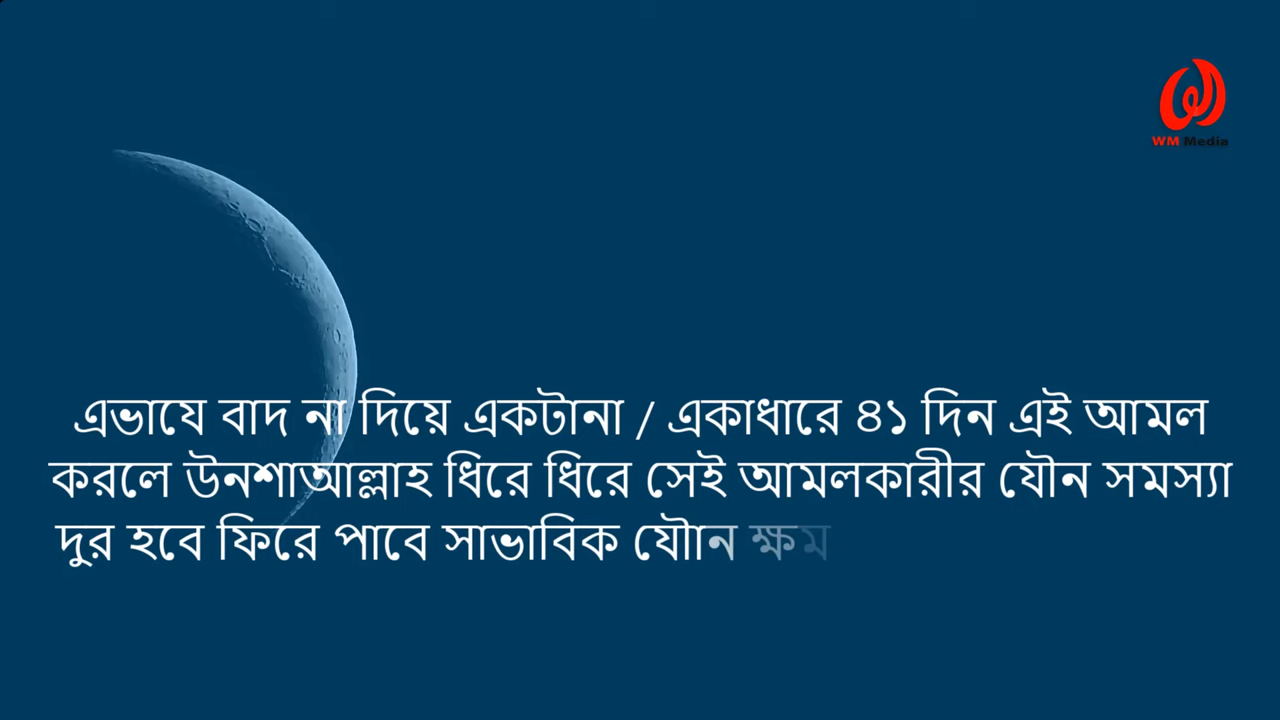 WM Media
এভাযে বাদ না দিয়ে একটানা / একাধারে ৪১ দিন এই আমল
করলে উনশাআল্লাহ ধিরে ধিরে সেই আমলকারীর যৌন সমস্যা
দুর হবে ফিরে পাবে সাভাবিক যৌান ক্ষম